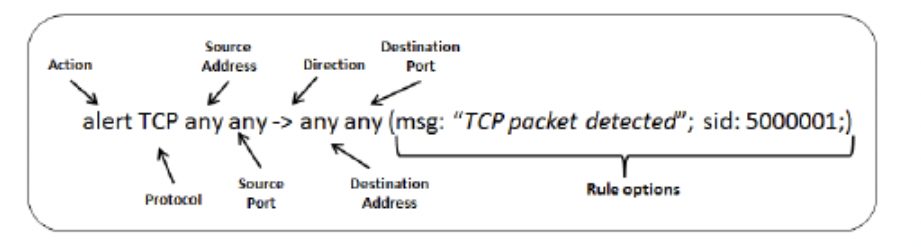 Source
Address
Destination
Port
Action
Direction
alert TCP any any -> any any (msg: “TCP packet detected”; sid: 5000001;)
Protocol
Source
Port
Destination
Address
Rule options